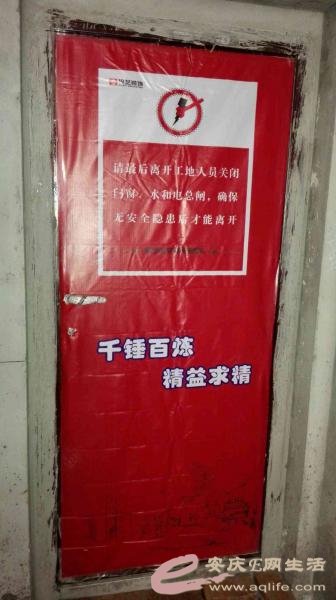 请最后离开工地人员关闭
门窗、水和电总闸，确保
无安全隐患后才能离开
千锤百炼
精益求精
安庆E网生活
www.aqlife.com